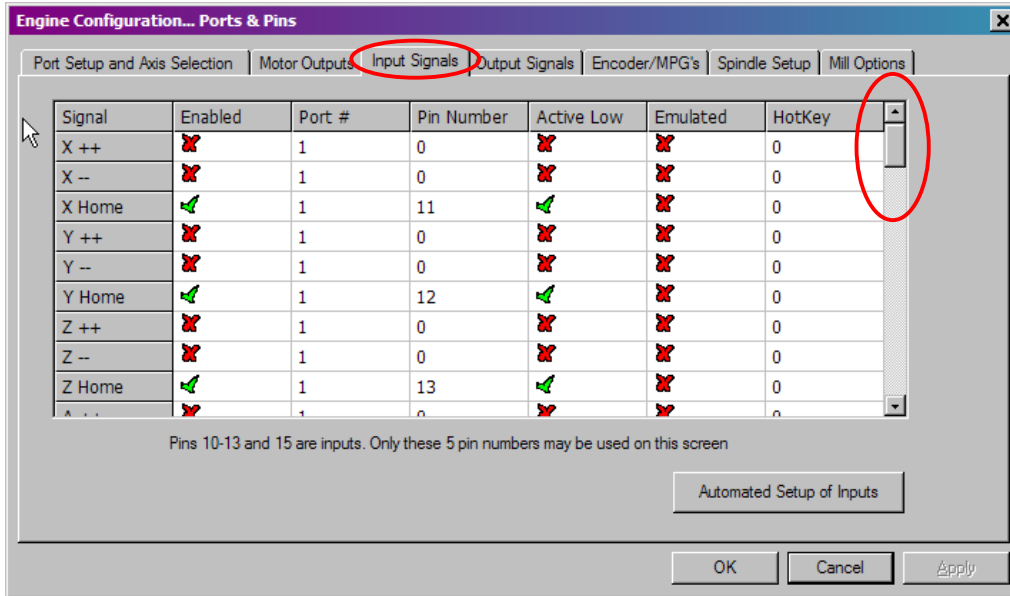 Engine Configuration... Ports & Pins
Port Setup and Axis Selection Motor Outputs Input Signals Output Signals Encoder/MPG's Spindle Setup Mill Options
Signal Enabled Port # Pin Number Active Low Emulated HotKey
X ++ 1 0 0
X -- 1 0 0
X Home 1 11 0
Y ++ 1 0 0
Y -- 1 0 0
Y Home 1 12 0
Z ++ 1 0 0
Z -- 1 0 0
Z Home 1 13 0
A ++ 1 0 0
Pins 10-13 and 15 are inputs. Only these 5 pin numbers may be used on this screen
Automated Setup of Inputs
OK Cancel Apply